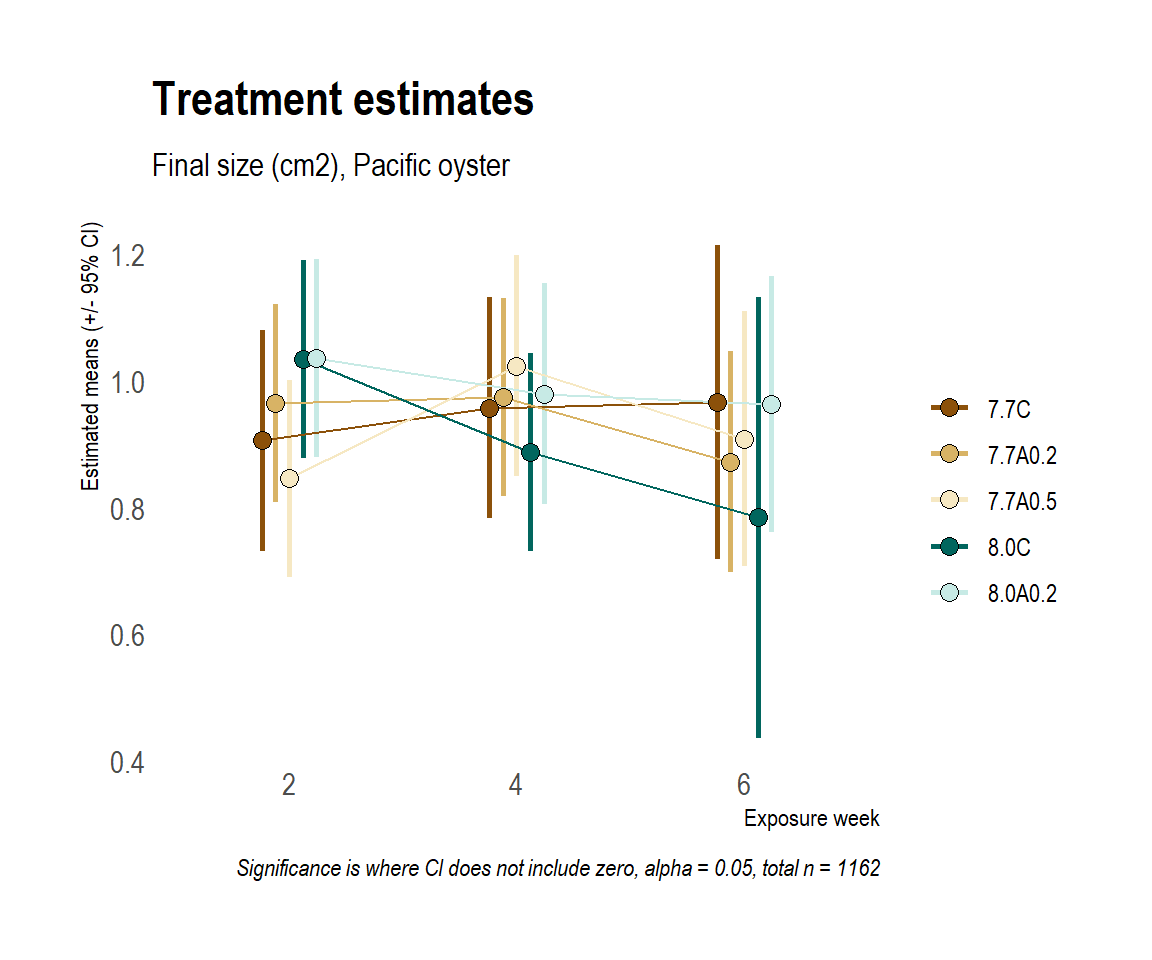 Treatment estimates
Final size (cm2), Pacific oyster
Estimated means (+/- 95% CI)
1.2
1.0
0.8
0.6
0.4
2
4
6
Exposure week
7.7C
7.7A0.2
7.7A0.5
8.0C
8.0A0.2
Significance is where CI does not include zero, alpha = 0.05, total n = 1162